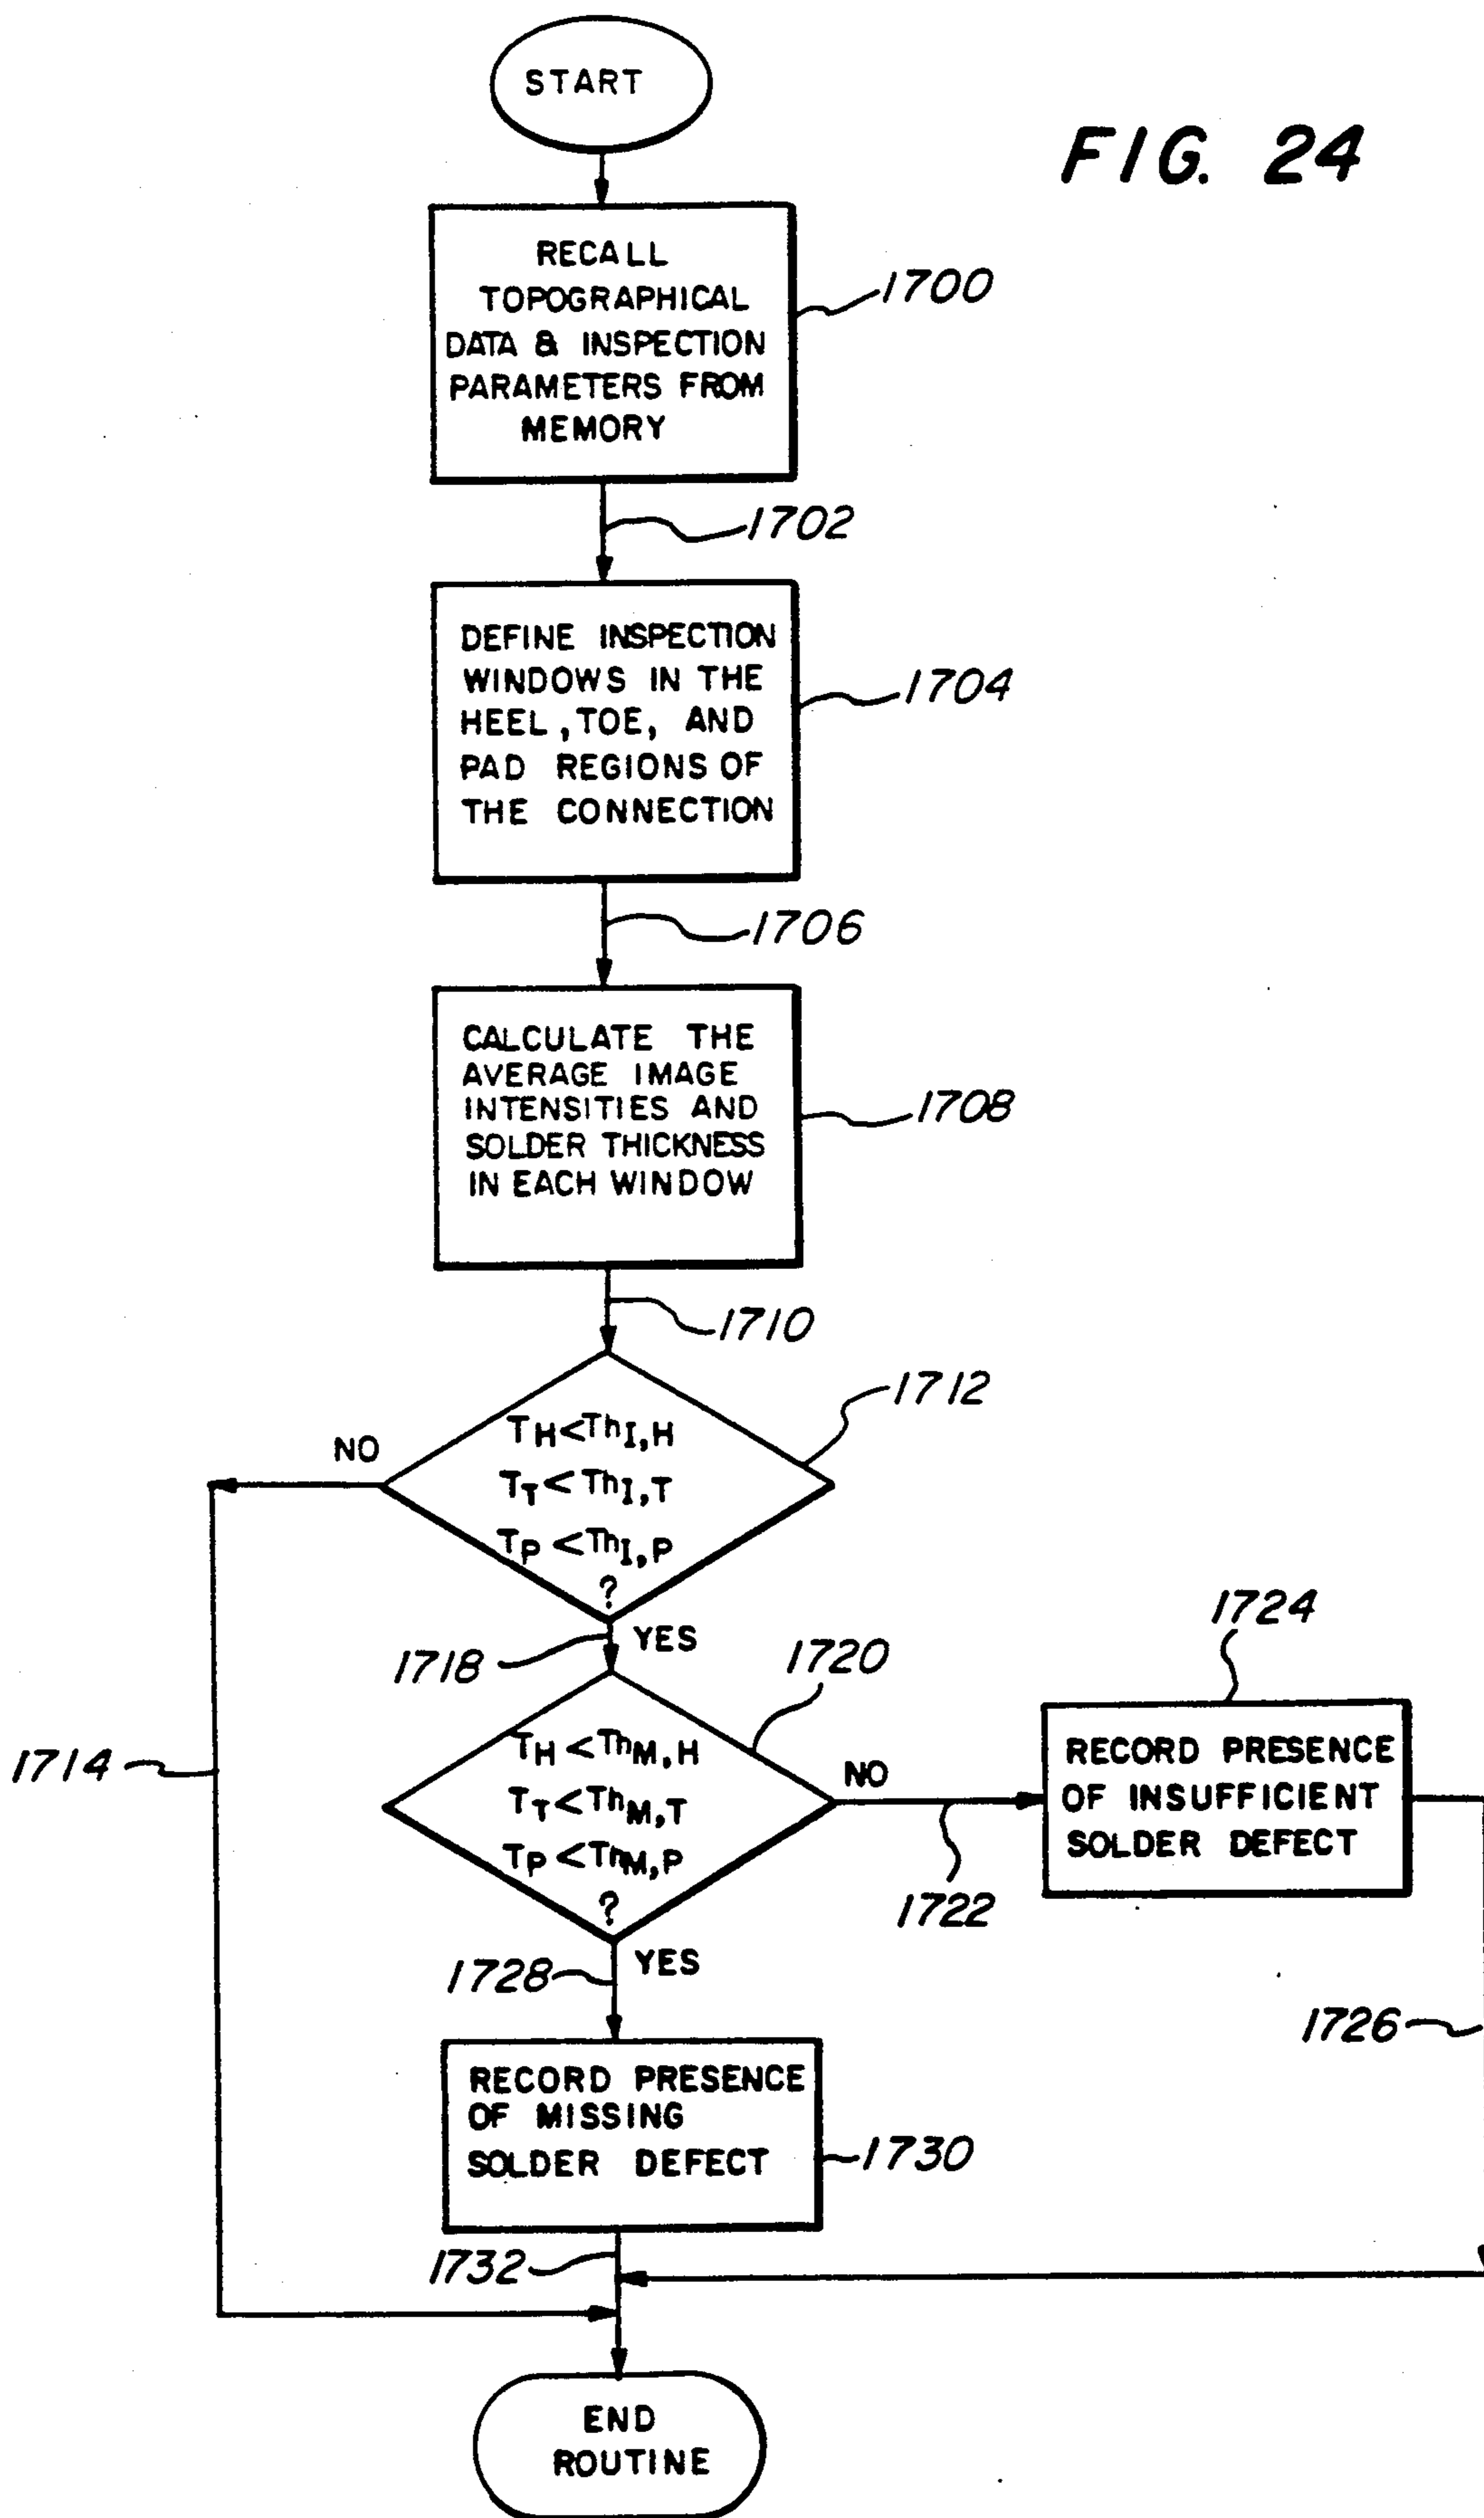 START
FIG. 24
RECALL
TOPOGRAPHICAL
DATA & INSPECTION
PARAMETERS FROM
MEMORY
1700
1702
DEFINE INSPECTION
WINDOWS IN THE
HEEL, TOE, AND
PAD REGIONS OF
THE CONNECTION
1704
1706
CALCULATE THE
AVERAGE IMAGE
INTENSITIES AND
SOLDER THICKNESS
IN EACH WINDOW
1708
1710
1712
NO
TH<ThI,H
TT<ThI,T
TP<ThI,P
?
1718
YES
1720
1724
1714
TH<ThM,H
TT<ThM,T
TP<ThM,P
?
NO
1722
RECORD PRESENCE
OF INSUFFICIENT
SOLDER DEFECT
1728
YES
1726
RECORD PRESENCE
OF MISSING
SOLDER DEFECT
1730
1732
END
ROUTINE